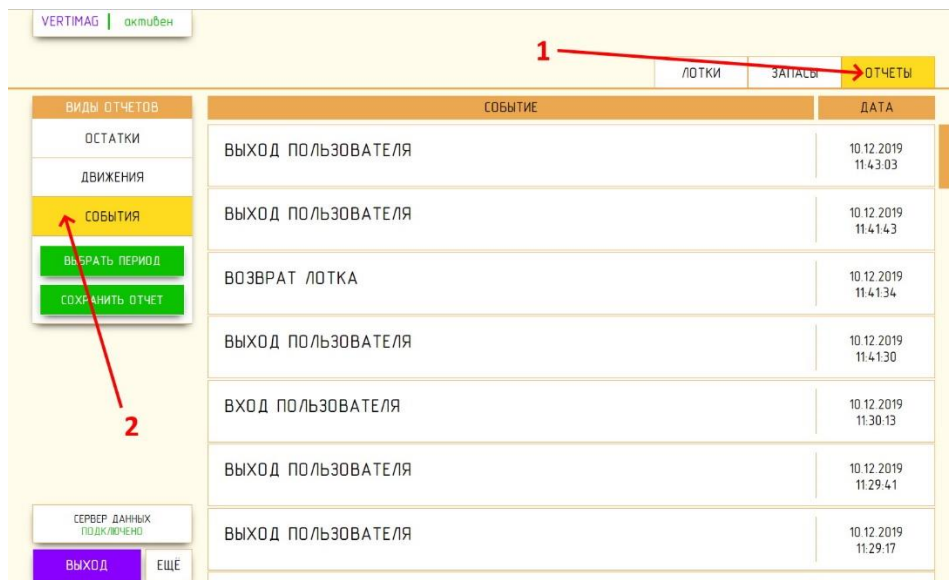 VERTIMAG | активен
1
ЛОТКИ ЗАПАСЫ ОТЧЕТЫ
ВИДЫ ОТЧЕТОВ
ОСТАТКИ
ДВИЖЕНИЯ
СОБЫТИЯ
ВЫБРАТЬ ПЕРИОД
СОХРАНИТЬ ОТЧЕТ
2
СЕРВЕР ДАННЫХ
ПОДКЛЮЧЕНО
ВЫХОД ЕЩЁ
СОБЫТИЕ ДАТА
ВЫХОД ПОЛЬЗОВАТЕЛЯ 10.12.2019
11:43:03
ВЫХОД ПОЛЬЗОВАТЕЛЯ 10.12.2019
11:41:43
ВОЗВРАТ ЛОТКА 10.12.2019
11:41:34
ВЫХОД ПОЛЬЗОВАТЕЛЯ 10.12.2019
11:41:30
ВХОД ПОЛЬЗОВАТЕЛЯ 10.12.2019
11:30:13
ВЫХОД ПОЛЬЗОВАТЕЛЯ 10.12.2019
11:29:41
ВЫХОД ПОЛЬЗОВАТЕЛЯ 10.12.2019
11:29:17